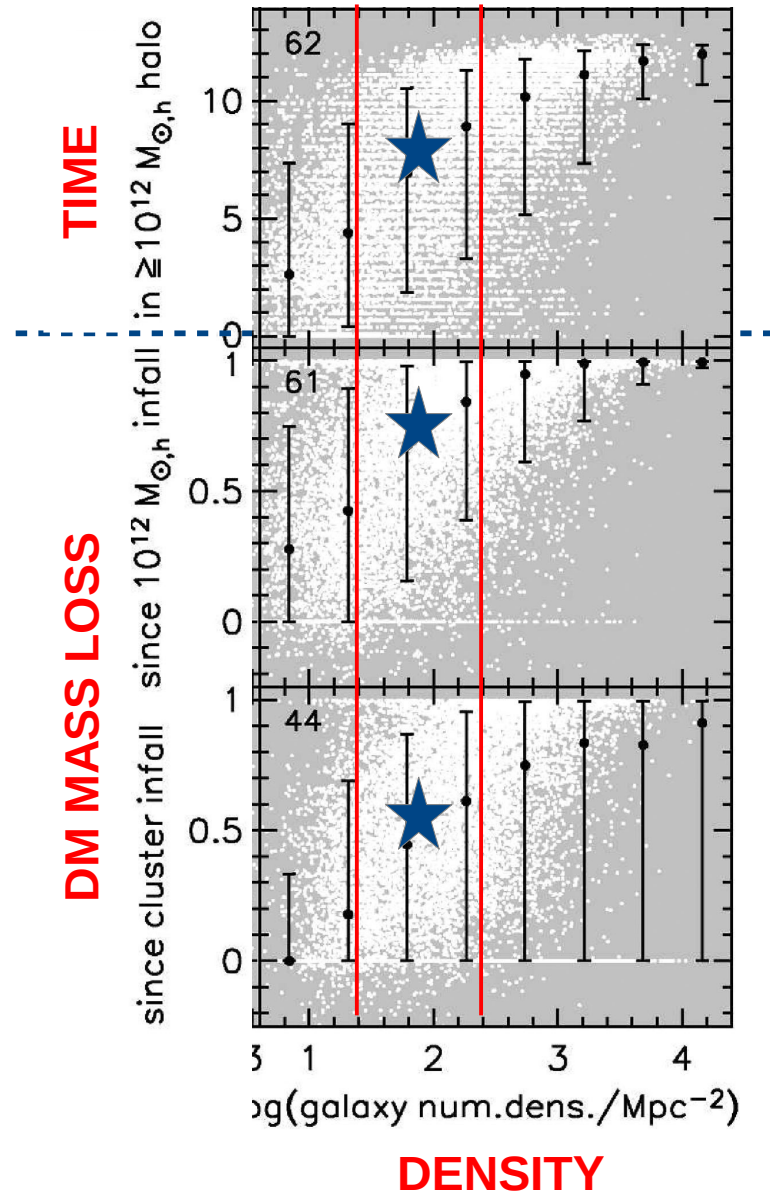 TIME
in ≥10¹² M⊙,h halo
62
10
5
0
DM MASS LOSS
since 10¹² M⊙,h infall
61
1
0.5
0
since cluster infall
44
1
0.5
0
1 2 3 4
og(galaxy num.dens./Mpc⁻²)
DENSITY